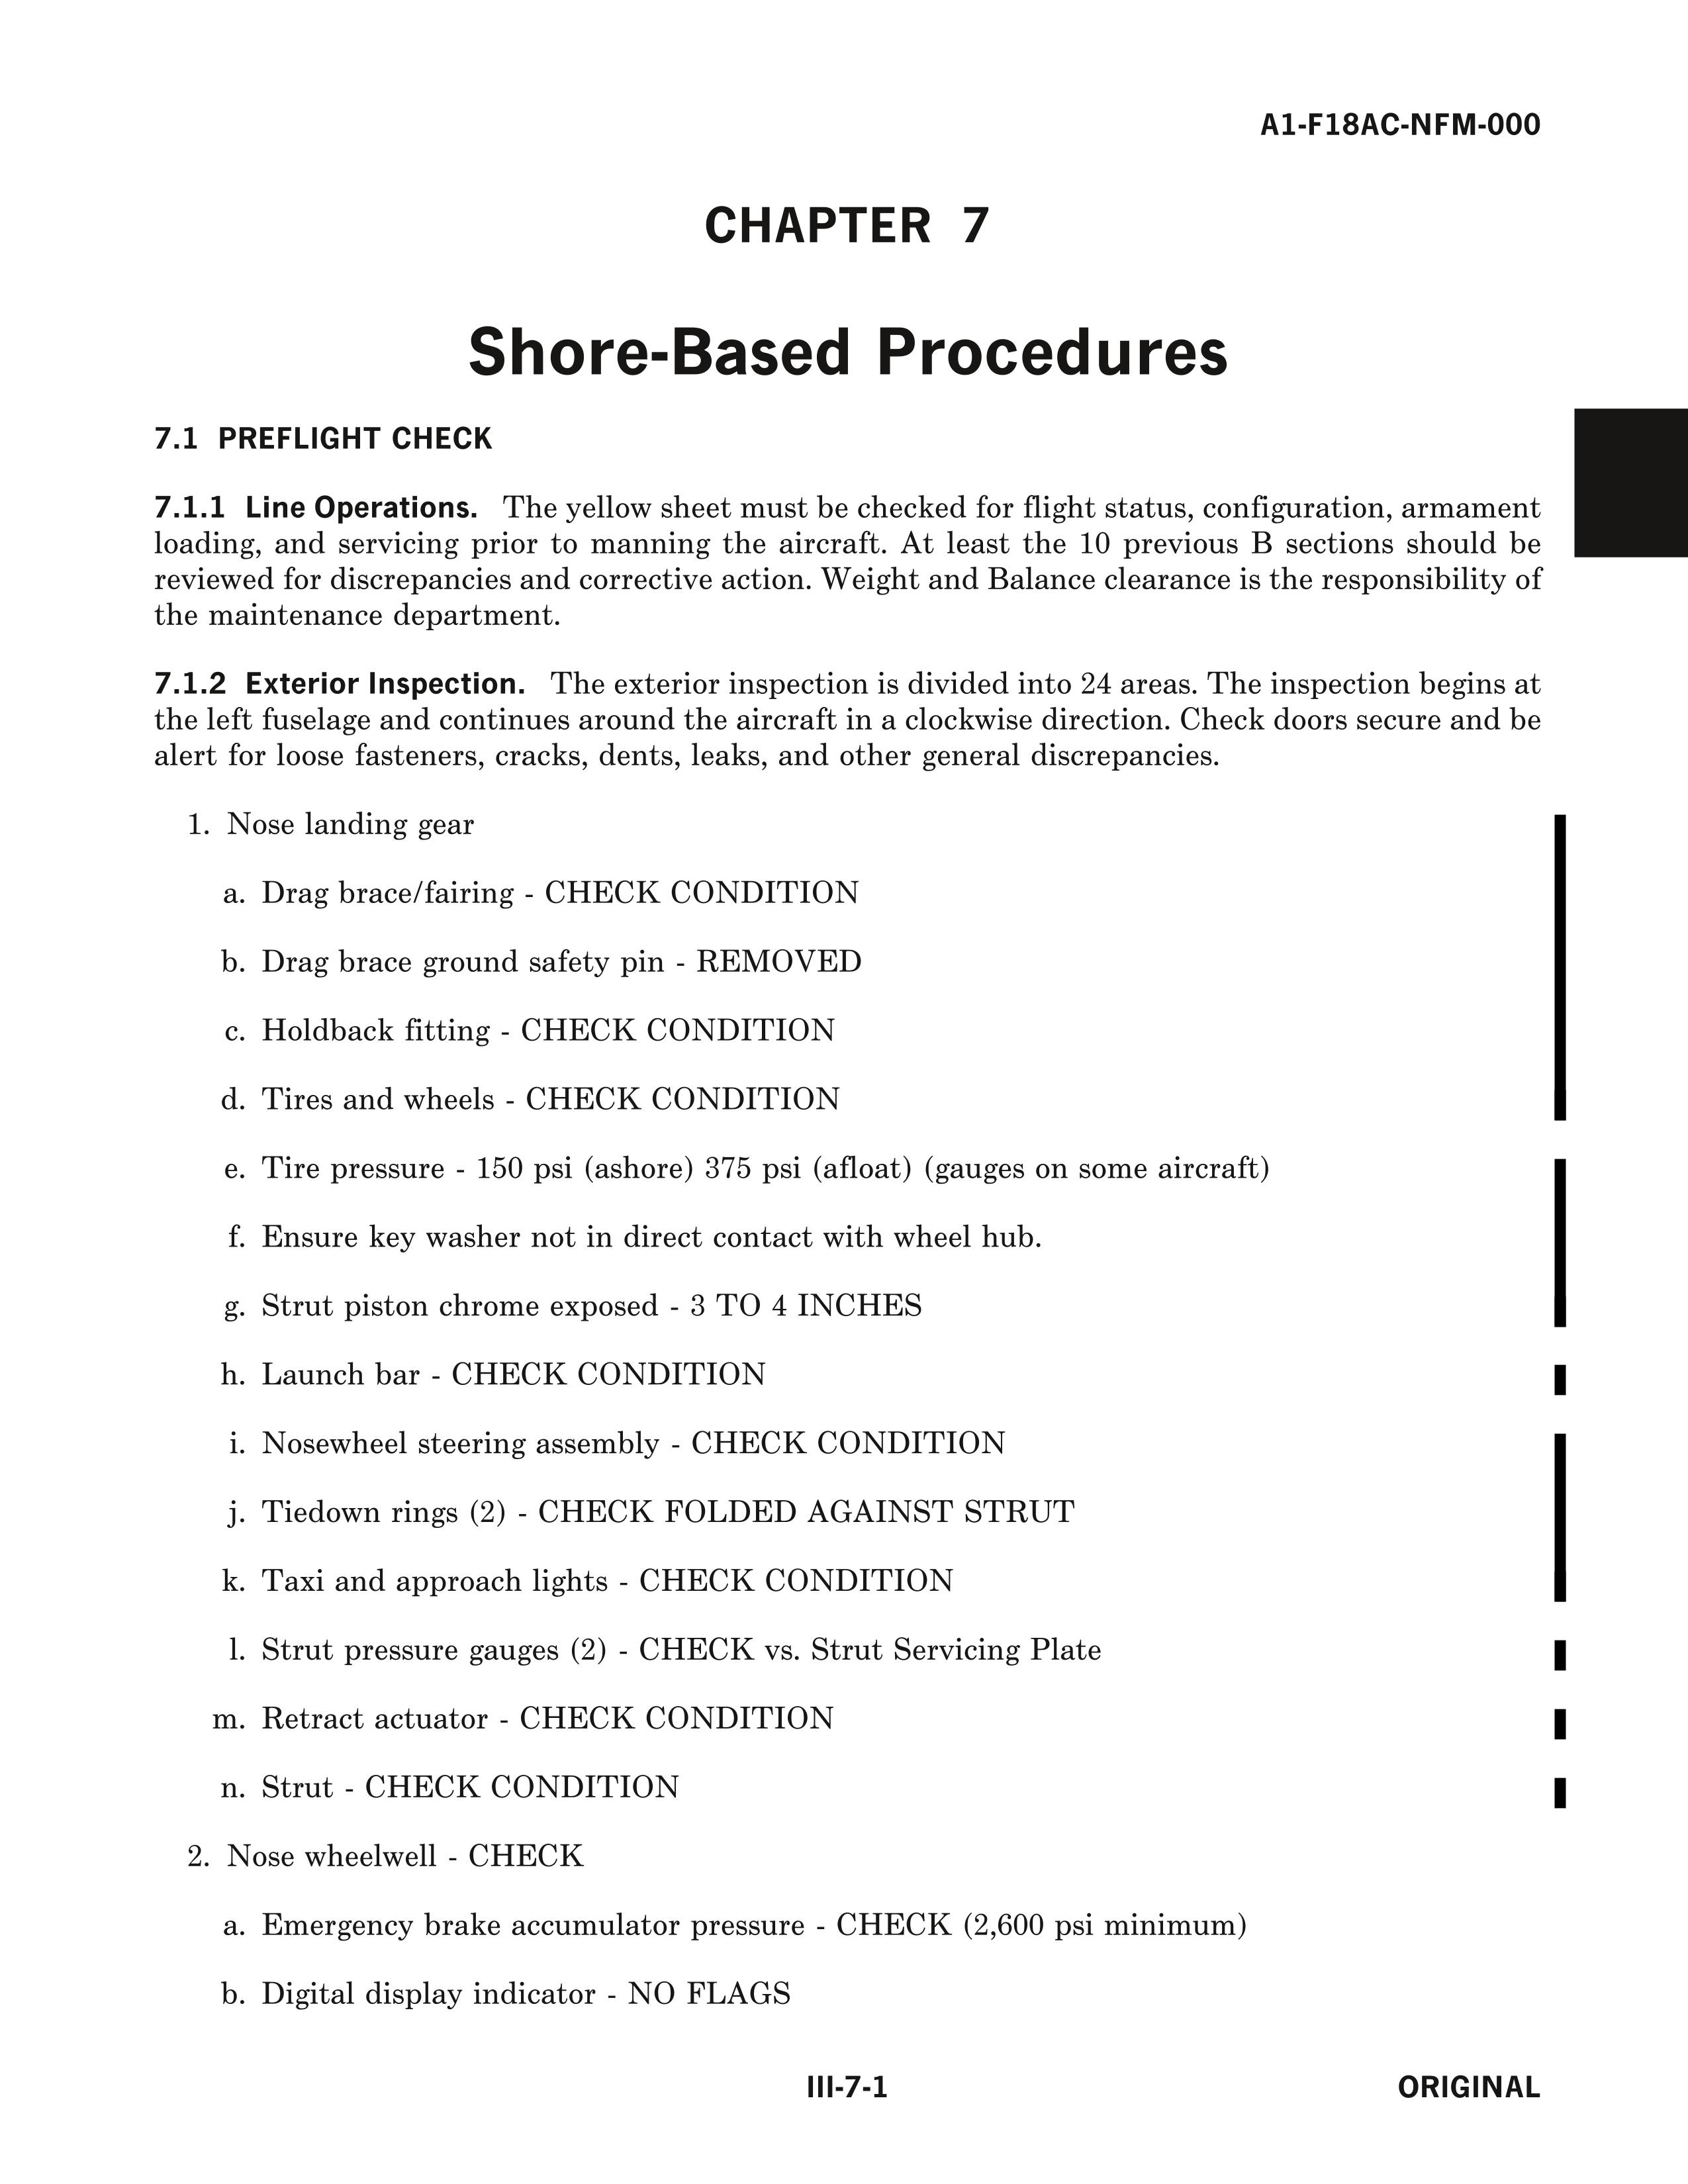 A1-F18AC-NFM-000
CHAPTER 7
Shore-Based Procedures
7.1 PREFLIGHT CHECK
7.1.1 Line Operations. The yellow sheet must be checked for flight status, configuration, armament
loading, and servicing prior to manning the aircraft. At least the 10 previous B sections should be
reviewed for discrepancies and corrective action. Weight and Balance clearance is the responsibility of
the maintenance department.
7.1.2 Exterior Inspection. The exterior inspection is divided into 24 areas. The inspection begins at
the left fuselage and continues around the aircraft in a clockwise direction. Check doors secure and be
alert for loose fasteners, cracks, dents, leaks, and other general discrepancies.
1. Nose landing gear
a. Drag brace/fairing - CHECK CONDITION
b. Drag brace ground safety pin - REMOVED
c. Holdback fitting - CHECK CONDITION
d. Tires and wheels - CHECK CONDITION
e. Tire pressure - 150 psi (ashore) 375 psi (afloat) (gauges on some aircraft)
f. Ensure key washer not in direct contact with wheel hub.
g. Strut piston chrome exposed - 3 TO 4 INCHES
h. Launch bar - CHECK CONDITION
i. Nosewheel steering assembly - CHECK CONDITION
j. Tiedown rings (2) - CHECK FOLDED AGAINST STRUT
k. Taxi and approach lights - CHECK CONDITION
l. Strut pressure gauges (2) - CHECK vs. Strut Servicing Plate
m. Retract actuator - CHECK CONDITION
n. Strut - CHECK CONDITION
2. Nose wheelwell - CHECK
a. Emergency brake accumulator pressure - CHECK (2,600 psi minimum)
b. Digital display indicator - NO FLAGS
III-7-1
ORIGINAL